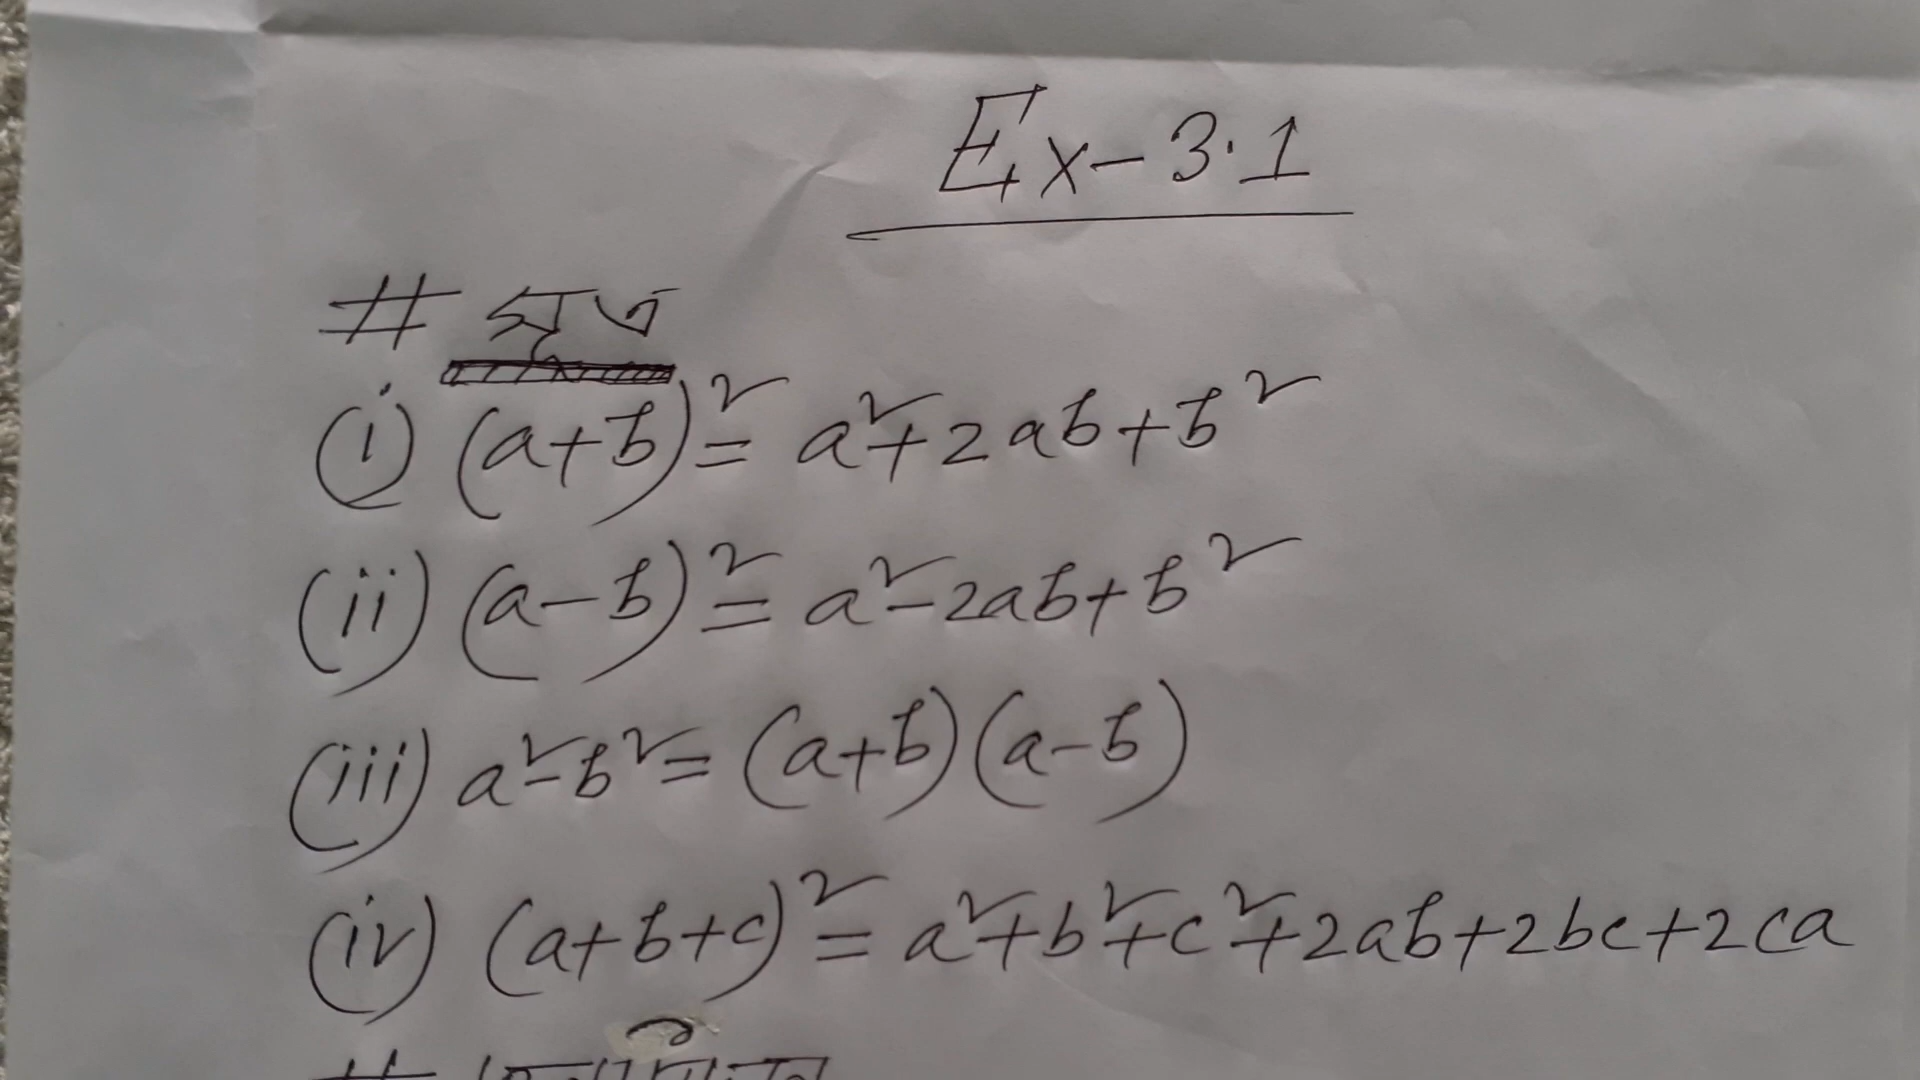 Ex-3.1
# সূত্র
(i) (a+b)²= a²+2ab+b²
(ii) (a-b)²= a²-2ab+b²
(iii) a²-b²= (a+b)(a-b)
(iv) (a+b+c)²= a²+b²+c²+2ab+2bc+2ca
#